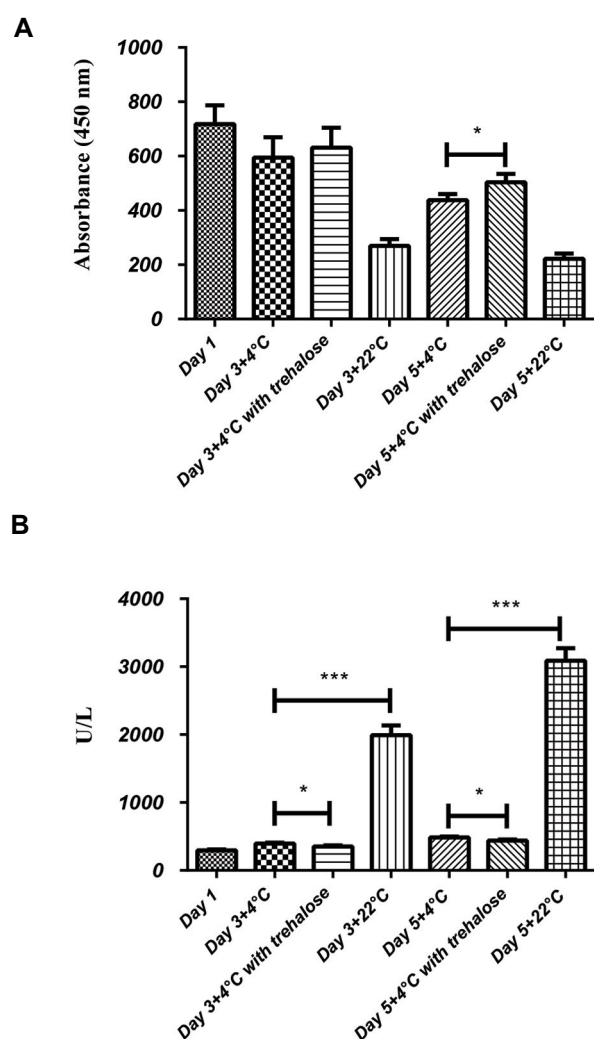 A
Absorbance (450 nm)
1000
800
600
400
200
0
*
Day 1
Day 3+4°C
Day 3+4°C with trehalose
Day 3+22°C
Day 5+4°C
Day 5+4°C with trehalose
Day 5+22°C
B
U/L
4000
3000
2000
1000
0
***
***
*
*
Day 1
Day 3+4°C
Day 3+4°C with trehalose
Day 3+22°C
Day 5+4°C
Day 5+4°C with trehalose
Day 5+22°C